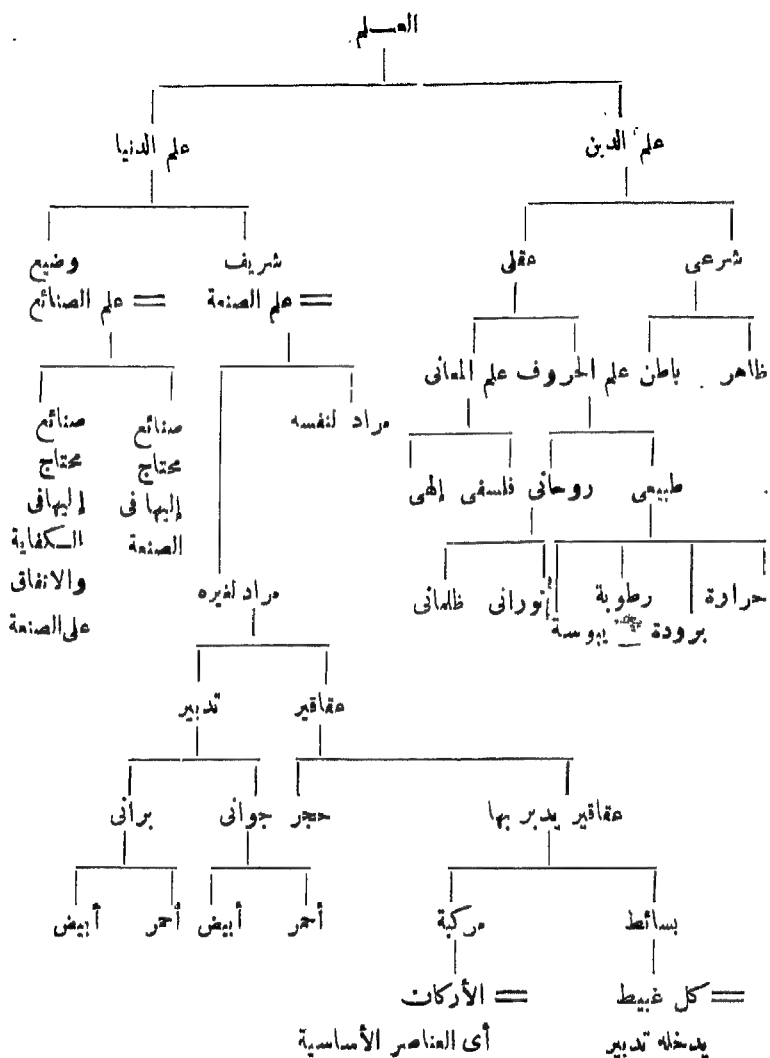 العلم
علم الدين علم الدنيا
شرعى عقلى شريف وضيع
= علم الصنعة = علم الصنائع
ظاهر باطن علم الحروف علم المعانى
مراد لنفسه
صنائع صنائع
محتاج محتاج
طبيعى روحانى فلسفى إلهى
إليها فى إليها فى
الصنعة الكفاية
والانفاق
على الصنعة
حرارة رطوبة نورانى ظلمانى مراد لغيره
برودة يبوسة
عقاقير تدبير
عقاقير يدبر بها حجر جوانى برانى
بسائط مركبة أحمر أبيض أحمر أبيض
= كل غبيط = الأركان
يدخله تدبير أى العناصر الأساسية